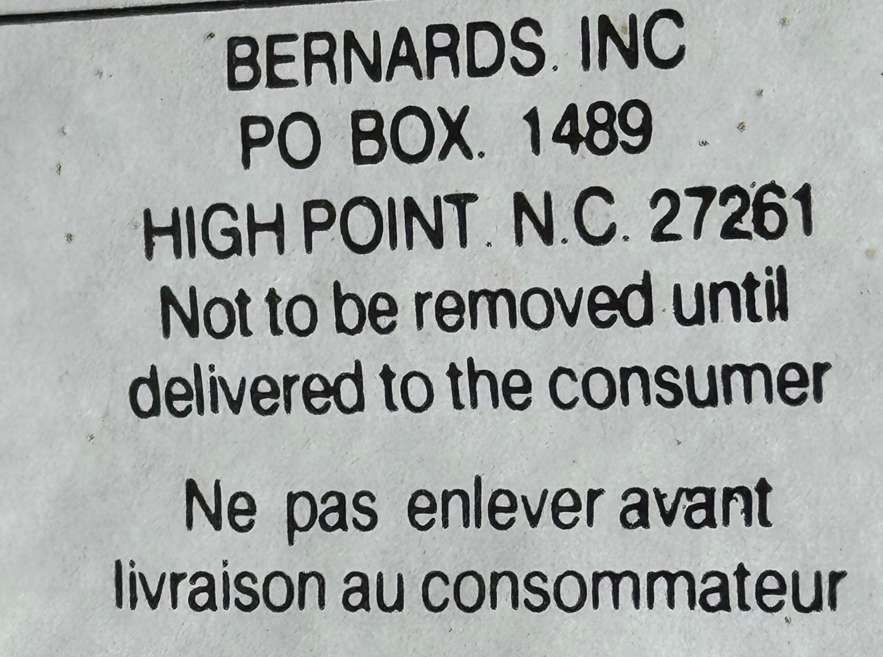 BERNARDS. INC
PO BOX. 1489
HIGH POINT. N.C. 27261
Not to be removed until
delivered to the consumer
Ne pas enlever avant
livraison au consommateur